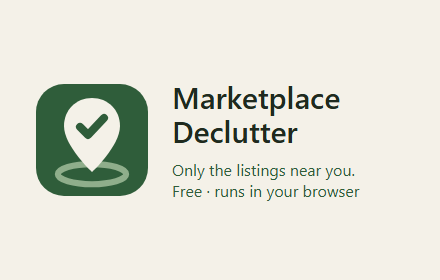 Marketplace
Declutter
Only the listings near you.
Free · runs in your browser